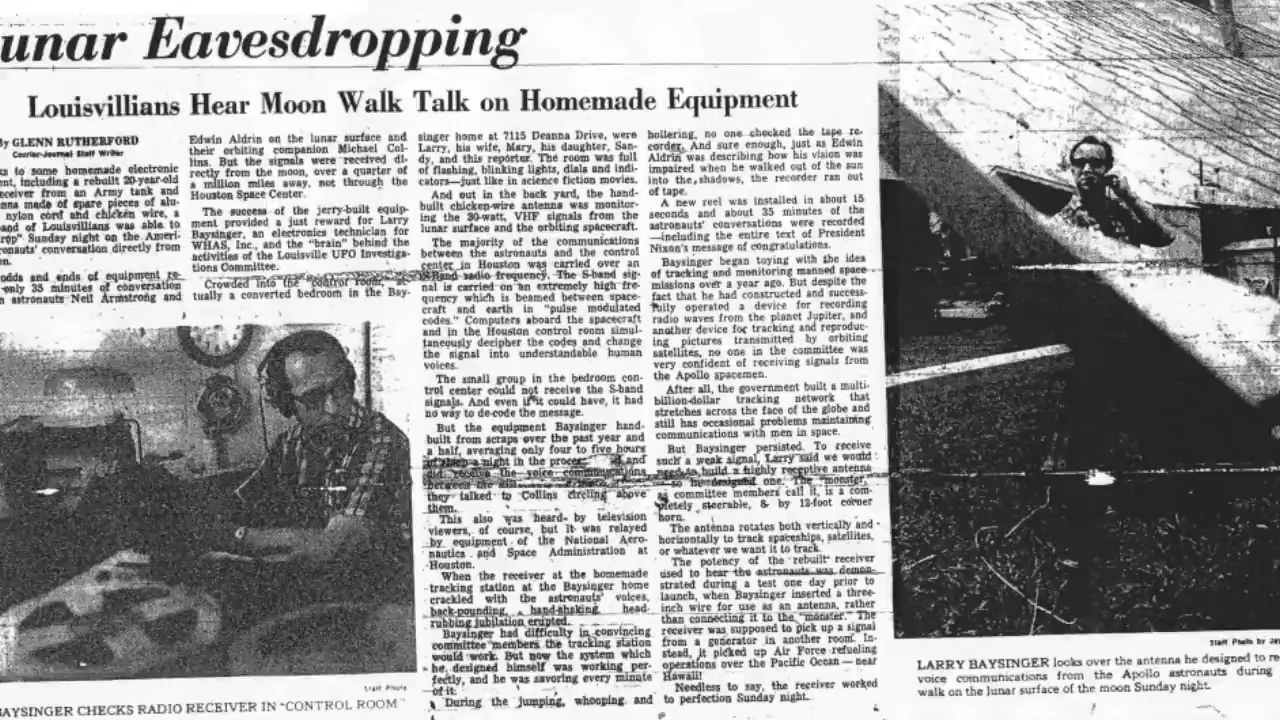 unar Eavesdropping
Louisvillians Hear Moon Walk Talk on Homemade Equipment
By GLENN RUTHERFORD
Courier-Journal Staff Writer
ks to some homemade electronic
ent, including a rebuilt 20-year-old
eceiver from an Army tank and
nna made of spare pieces of alu-
nylon cord and chicken wire, a
and of Louisvillians was able to
rop" Sunday night on the Ameri-
ronauts' conversation directly from
n.
odds and ends of equipment re-
only 35 minutes of conversation
n astronauts Neil Armstrong and
Edwin Aldrin on the lunar surface and
their orbiting companion Michael Col-
lins. But the signals were received di-
rectly from the moon, over a quarter of
a million miles away, not through the
Houston Space Center.
The success of the jerry-built equip-
ment provided a just reward for Larry
Baysinger, an electronics technician for
WHAS, Inc., and the "brain" behind the
activities of the Louisville UFO Investiga-
tions Committee.
Crowded into the "control room," ac-
tually a converted bedroom in the Bay-
singer home at 7115 Deanna Drive, were
Larry, his wife, Mary, his daughter, San-
dy, and this reporter. The room was full
of flashing, blinking lights, dials and indi-
cators—just like in science fiction movies.
And out in the back yard, the hand-
built chicken-wire antenna was monitor-
ing the 30-watt, VHF signals from the
lunar surface and the orbiting spacecraft.
The majority of the communications
between the astronauts and the control
center in Houston was carried over an
S-Band radio frequency. The S-band sig-
nal is carried on an extremely high fre-
quency which is beamed between space-
craft and earth in "pulse modulated
codes." Computers aboard the spacecraft
and in the Houston control room simul-
taneously decipher the codes and change
the signal into understandable human
voices.
The small group in the bedroom con-
trol center could not receive the S-band
signals. And even if it could have, it had
no way to de-code the message.
But the equipment Baysinger hand-
built from scraps over the past year and
a half, averaging only four to five hours
of sleep a night in the process, did
did receive the voice communications
between the
they talked to Collins circling above
them.
This also was heard by television
viewers, of course, but it was relayed
by equipment of the National Aero-
nautics and Space Administration at
Houston.
When the receiver at the homemade
tracking station at the Baysinger home
crackled with the astronauts' voices,
back-pounding, hand-shaking, head-
rubbing jubilation erupted.
Baysinger had difficulty in convincing
committee members the tracking station
would work. But now the system which
he designed himself was working per-
fectly, and he was savoring every minute
of it.
During the jumping, whooping and
hollering, no one checked the tape re-
corder. And sure enough, just as Edwin
Aldrin was describing how his vision was
impaired when he walked out of the sun
into the shadows, the recorder ran out
of tape.
A new reel was installed in about 15
seconds and about 35 minutes of the
astronauts' conversations were recorded
—including the entire text of President
Nixon's message of congratulations.
Baysinger began toying with the idea
of tracking and monitoring manned space
missions over a year ago. But despite the
fact that he had constructed and success-
fully operated a device for recording
radio waves from the planet Jupiter, and
another device for tracking and reproduc-
ing pictures transmitted by orbiting
satellites, no one in the committee was
very confident of receiving signals from
the Apollo spacemen.
After all, the government built a multi-
billion-dollar tracking network that
stretches across the face of the globe and
still has occasional problems maintaining
communications with men in space.
But Baysinger persisted. To receive
such a weak signal, Larry said we would
need to build a highly receptive antenna
—so he designed one. The "monster,"
as committee members call it, is a com-
pletely steerable, 8- by 12-foot corner
horn.
The antenna rotates both vertically and
horizontally to track spaceships, satellites,
or whatever we want it to track.
The potency of the rebuilt receiver
used to hear the astronauts was demon-
strated during a test one day prior to
launch, when Baysinger inserted a three-
inch wire for use as an antenna, rather
than connecting it to the "monster." The
receiver was supposed to pick up a signal
from a generator in another room. In-
stead, it picked up Air Force refueling
operations over the Pacific Ocean—near
Hawaii!
Needless to say, the receiver worked
to perfection Sunday night.
Staff Photo
BAYSINGER CHECKS RADIO RECEIVER IN "CONTROL ROOM"
Staff Photo by
LARRY BAYSINGER looks over the antenna he designed to re
voice communications from the Apollo astronauts during
walk on the lunar surface of the moon Sunday night.